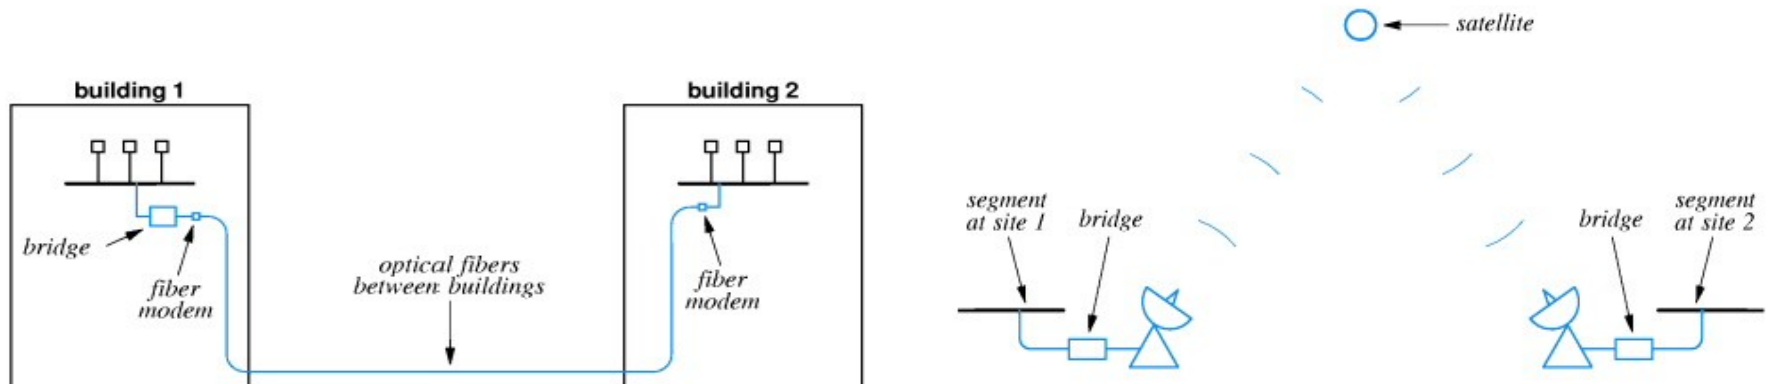 building 1
building 2
bridge
fiber
modem
optical fibers
between buildings
fiber
modem
satellite
segment
at site 1
bridge
bridge
segment
at site 2